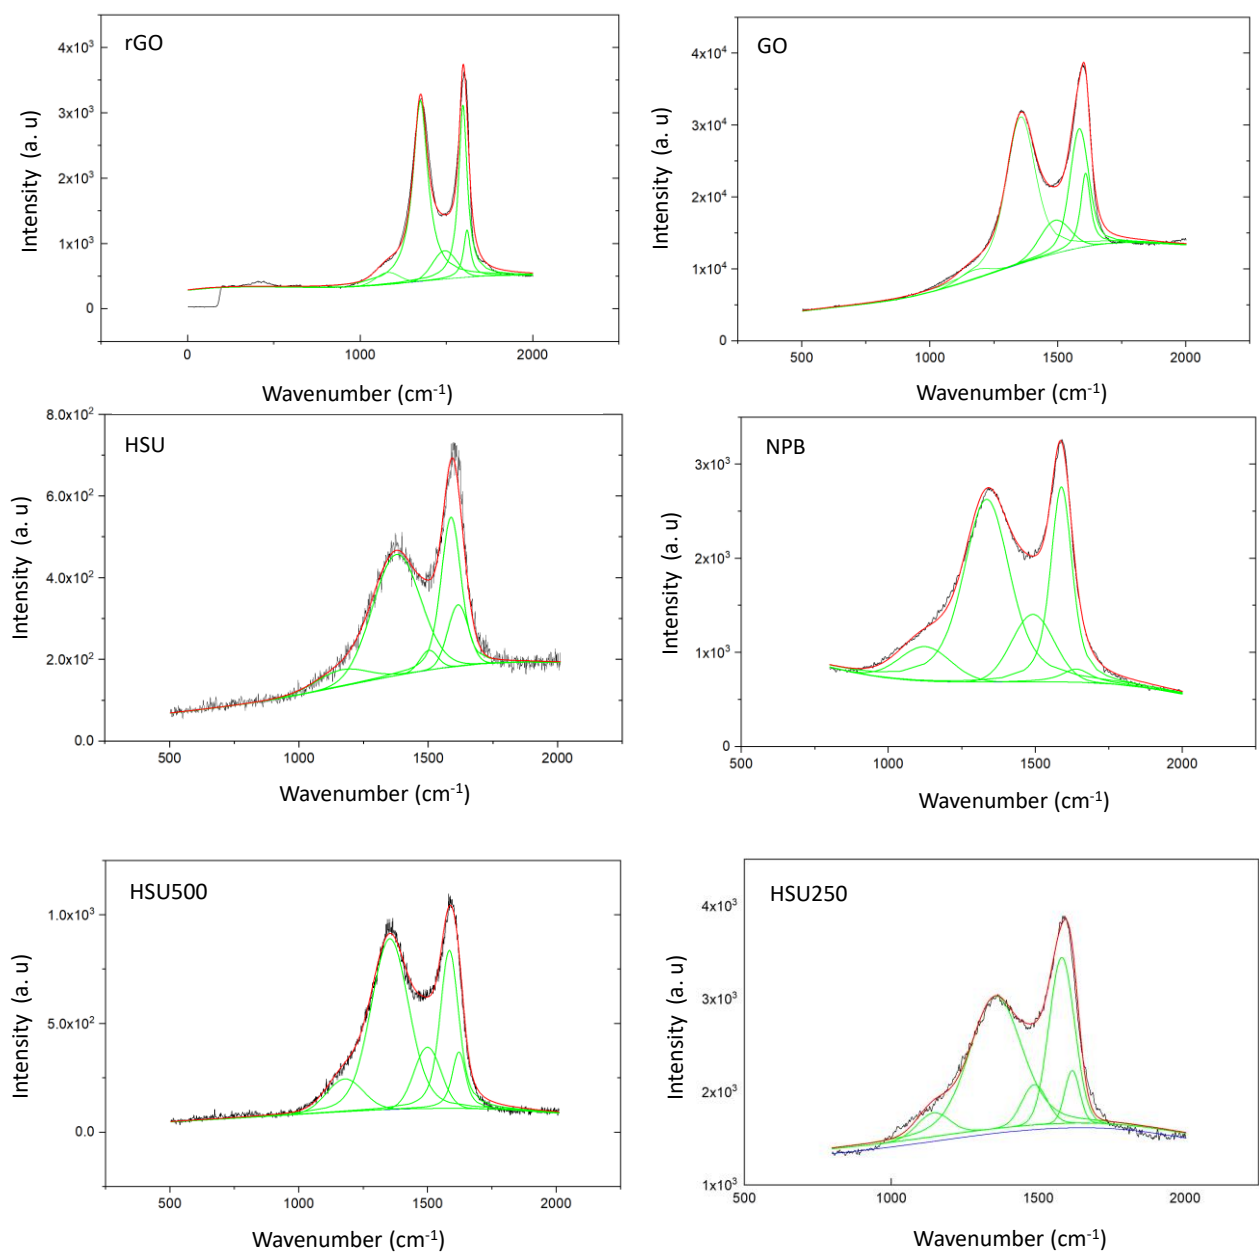 rGO
4x10³
3x10³
2x10³
1x10³
0
0
1000
2000
Intensity (a. u)
Wavenumber (cm⁻¹)
GO
4x10⁴
3x10⁴
2x10⁴
1x10⁴
0
500
1000
1500
2000
Intensity (a. u)
Wavenumber (cm⁻¹)
HSU
8.0x10²
6.0x10²
4.0x10²
2.0x10²
0.0
500
1000
1500
2000
Intensity (a. u)
Wavenumber (cm⁻¹)
NPB
3x10³
2x10³
1x10³
0
500
1000
1500
2000
Intensity (a. u)
Wavenumber (cm⁻¹)
HSU500
1.0x10³
5.0x10²
0.0
500
1000
1500
2000
Intensity (a. u)
Wavenumber (cm⁻¹)
HSU250
4x10³
3x10³
2x10³
1x10³
500
1000
1500
2000
Intensity (a. u)
Wavenumber (cm⁻¹)